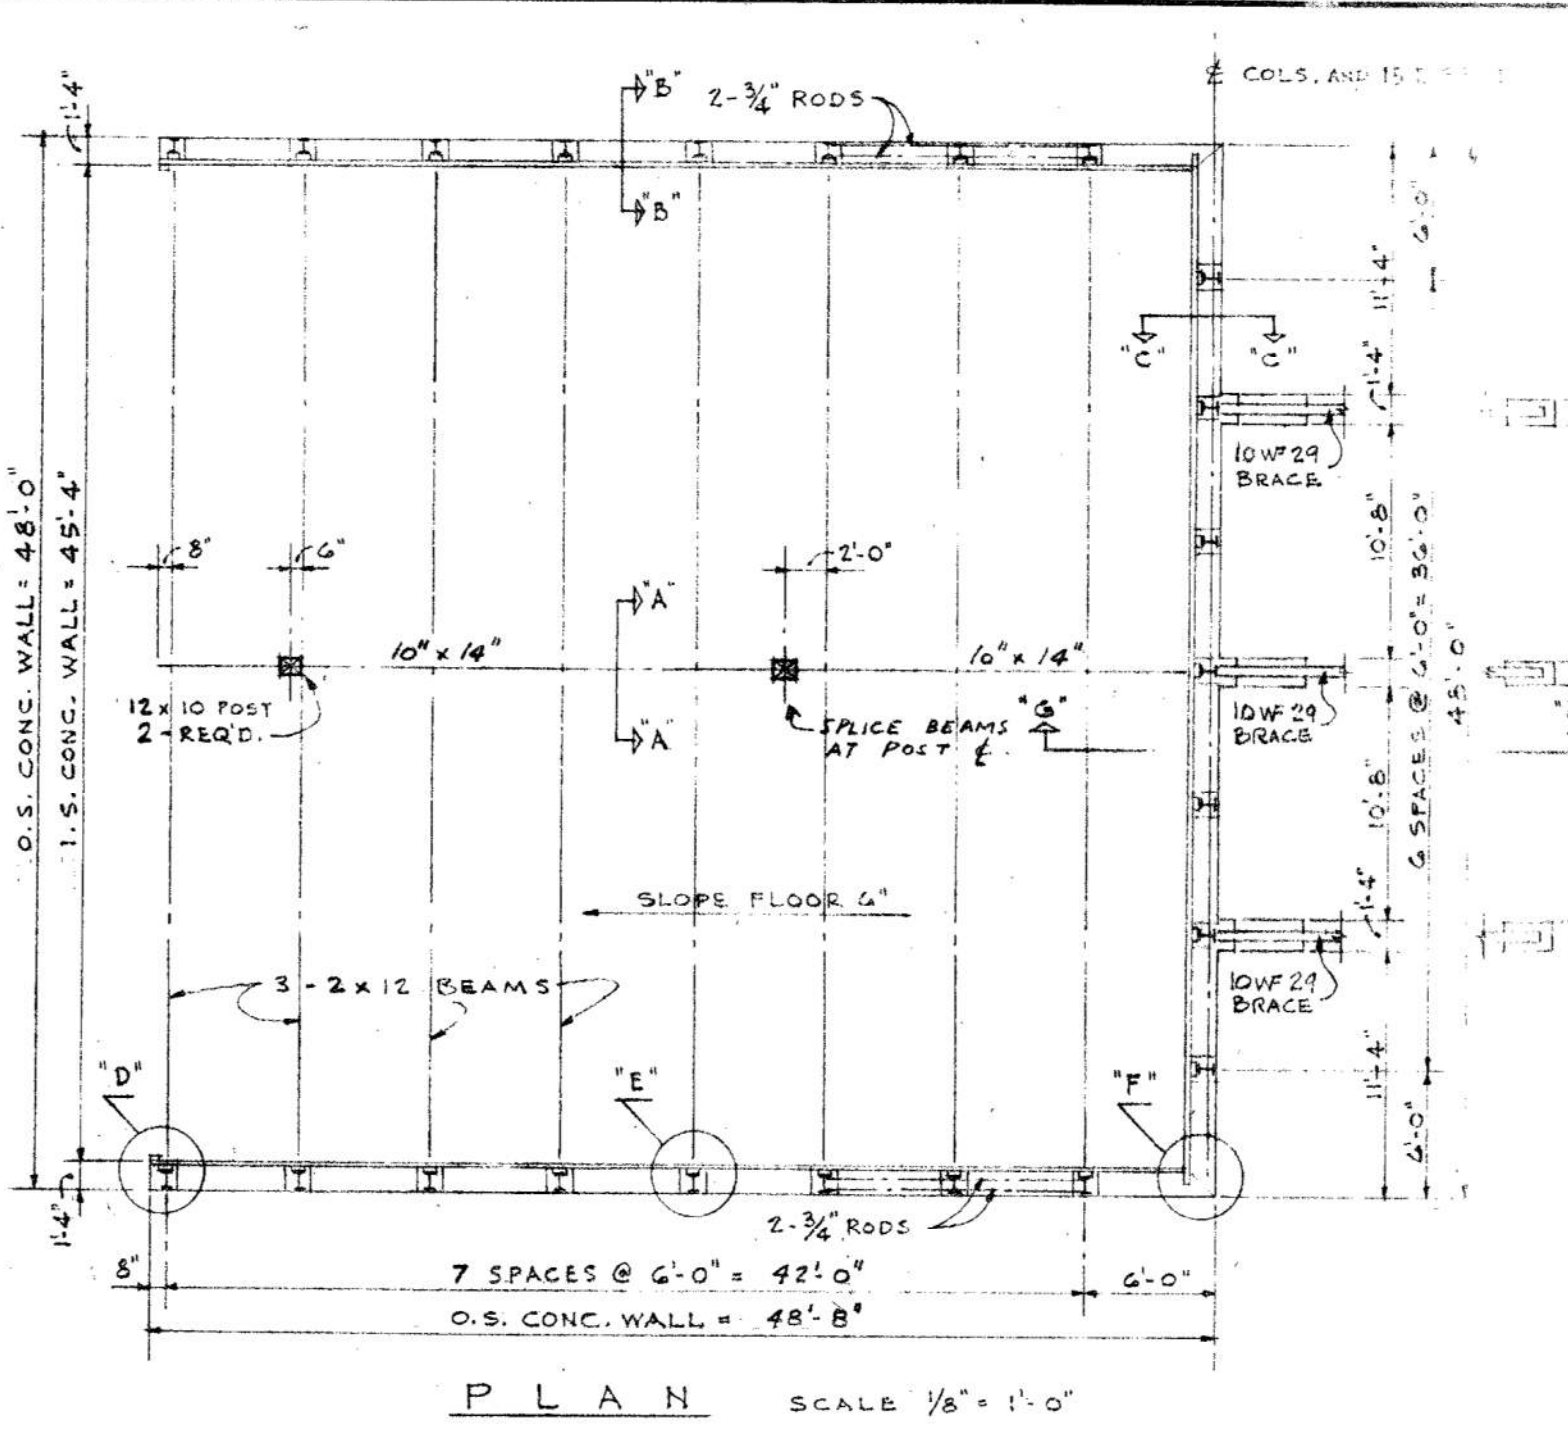 ℄ COLS. AND 15
1'-4"
"B"
2-3/4" RODS
"B"
6'-0"
11'-4"
"C"
"C"
1'-4"
10WF29
BRACE
O.S. CONC. WALL = 48'-0"
I.S. CONC. WALL = 45'-4"
8"
6"
2'-0"
"A"
10'-8"
6 SPACES @ 6'-0" = 36'-0"
48'-0"
10" x 14"
10" x 14"
12 x 10 POST
2-REQ'D.
"A"
SPLICE BEAMS
AT POST ℄.
"G"
10WF29
BRACE
10'-8"
SLOPE FLOOR 6"
1'-4"
3-2x12 BEAMS
10WF29
BRACE
"D"
"E"
"F"
11'-4"
6'-0"
1'-4"
2-3/4" RODS
8"
7 SPACES @ 6'-0" = 42'-0"
6'-0"
O.S. CONC. WALL = 48'-8"
PLAN
SCALE 1/8" = 1'-0"